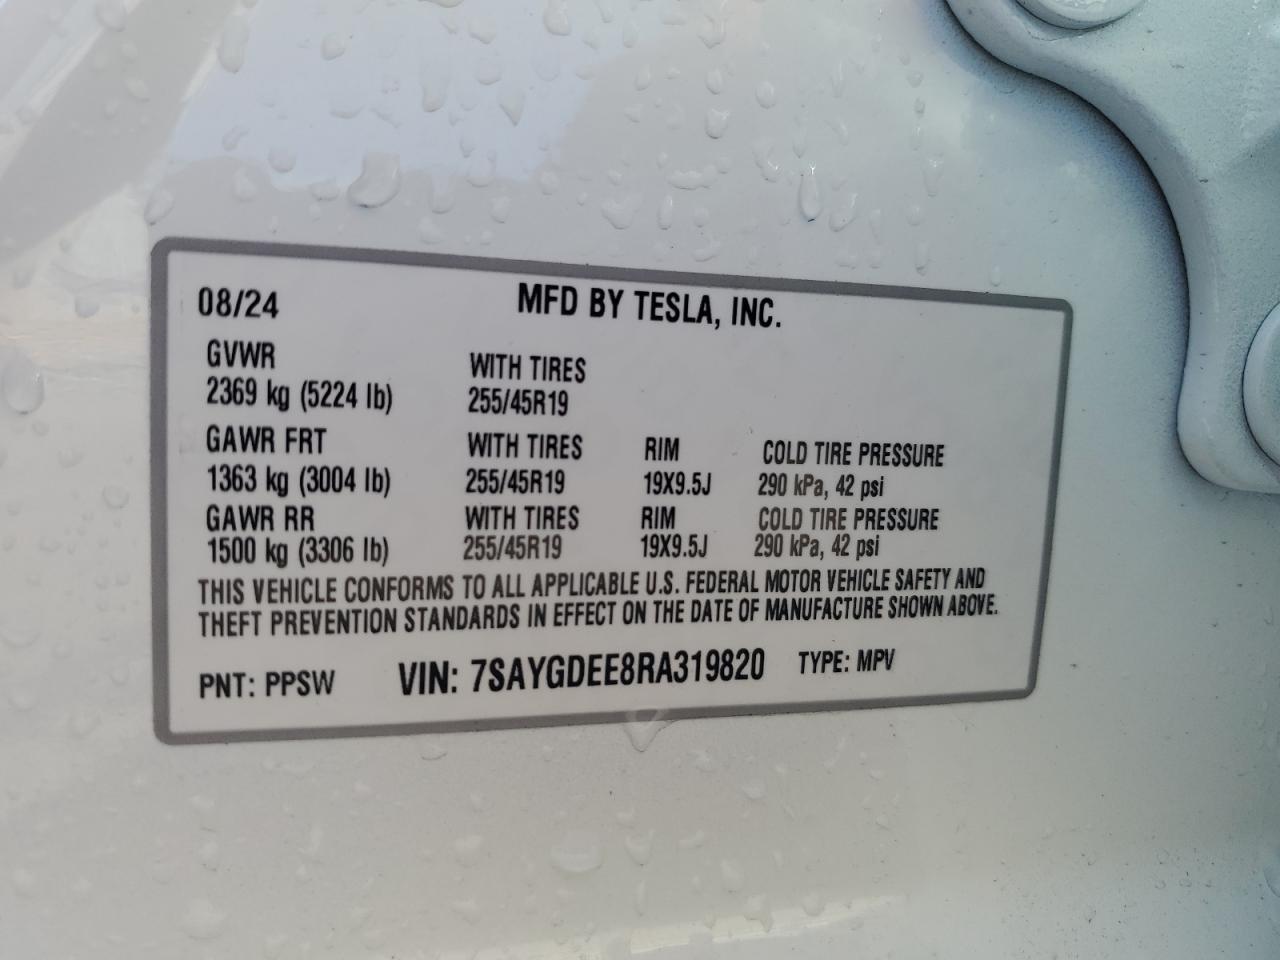 08/24 MFD BY TESLA, INC.
GVWR WITH TIRES
2369 kg (5224 lb) 255/45R19
GAWR FRT WITH TIRES RIM COLD TIRE PRESSURE
1363 kg (3004 lb) 255/45R19 19X9.5J 290 kPa, 42 psi
GAWR RR WITH TIRES RIM COLD TIRE PRESSURE
1500 kg (3306 lb) 255/45R19 19X9.5J 290 kPa, 42 psi
THIS VEHICLE CONFORMS TO ALL APPLICABLE U.S. FEDERAL MOTOR VEHICLE SAFETY AND
THEFT PREVENTION STANDARDS IN EFFECT ON THE DATE OF MANUFACTURE SHOWN ABOVE.
PNT: PPSW VIN: 7SAYGDEE8RA319820 TYPE: MPV